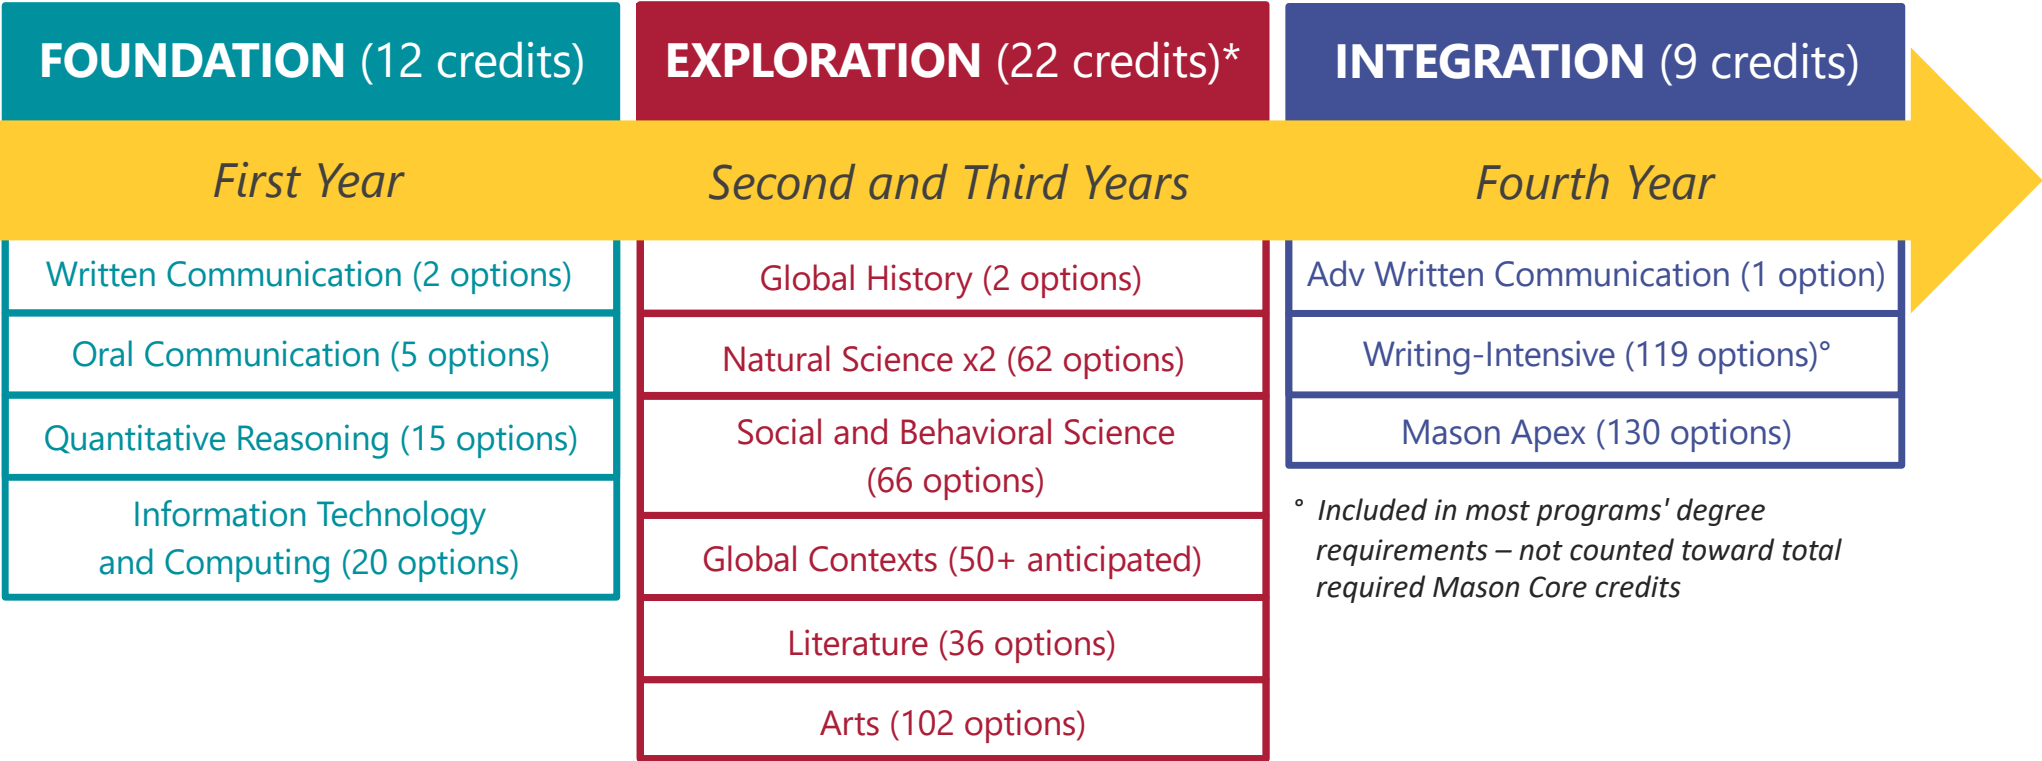 FOUNDATION (12 credits)
First Year
Written Communication (2 options)
Oral Communication (5 options)
Quantitative Reasoning (15 options)
Information Technology
and Computing (20 options)
EXPLORATION (22 credits)*
Second and Third Years
Global History (2 options)
Natural Science x2 (62 options)
Social and Behavioral Science
(66 options)
Global Contexts (50+ anticipated)
Literature (36 options)
Arts (102 options)
INTEGRATION (9 credits)
Fourth Year
Adv Written Communication (1 option)
Writing-Intensive (119 options)°
Mason Apex (130 options)
° Included in most programs' degree
requirements – not counted toward total
required Mason Core credits